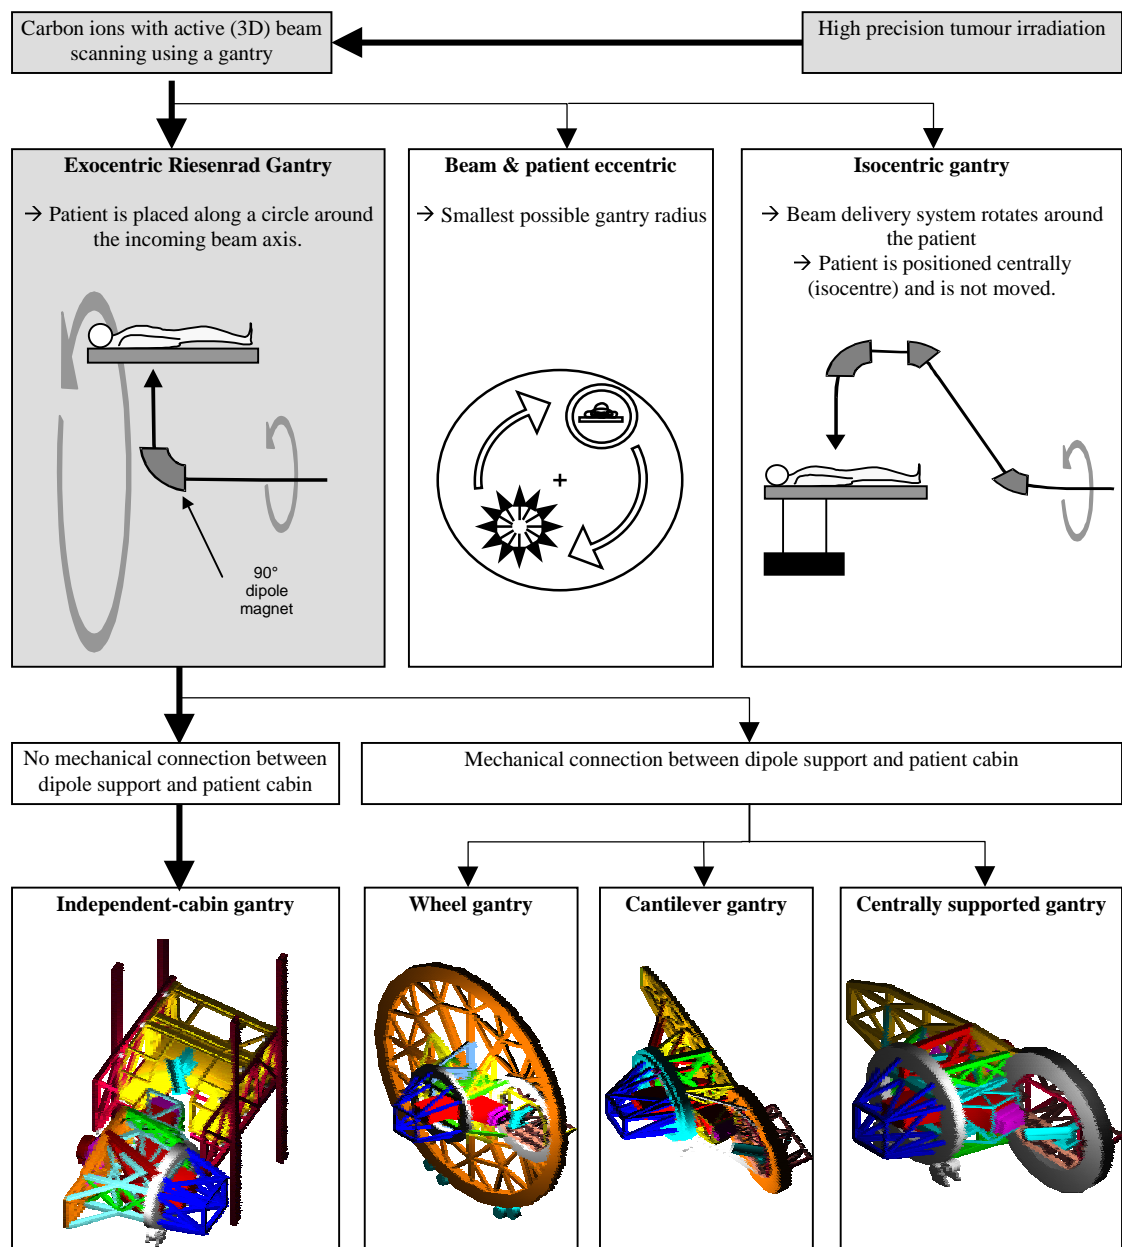 Carbon ions with active (3D) beam
scanning using a gantry
High precision tumour irradiation
Exocentric Riesenrad Gantry
→ Patient is placed along a circle around
the incoming beam axis.
90°
dipole
magnet
Beam & patient eccentric
→ Smallest possible gantry radius
Isocentric gantry
→ Beam delivery system rotates around
the patient
→ Patient is positioned centrally
(isocentre) and is not moved.
No mechanical connection between
dipole support and patient cabin
Mechanical connection between dipole support and patient cabin
Independent-cabin gantry
Wheel gantry
Cantilever gantry
Centrally supported gantry